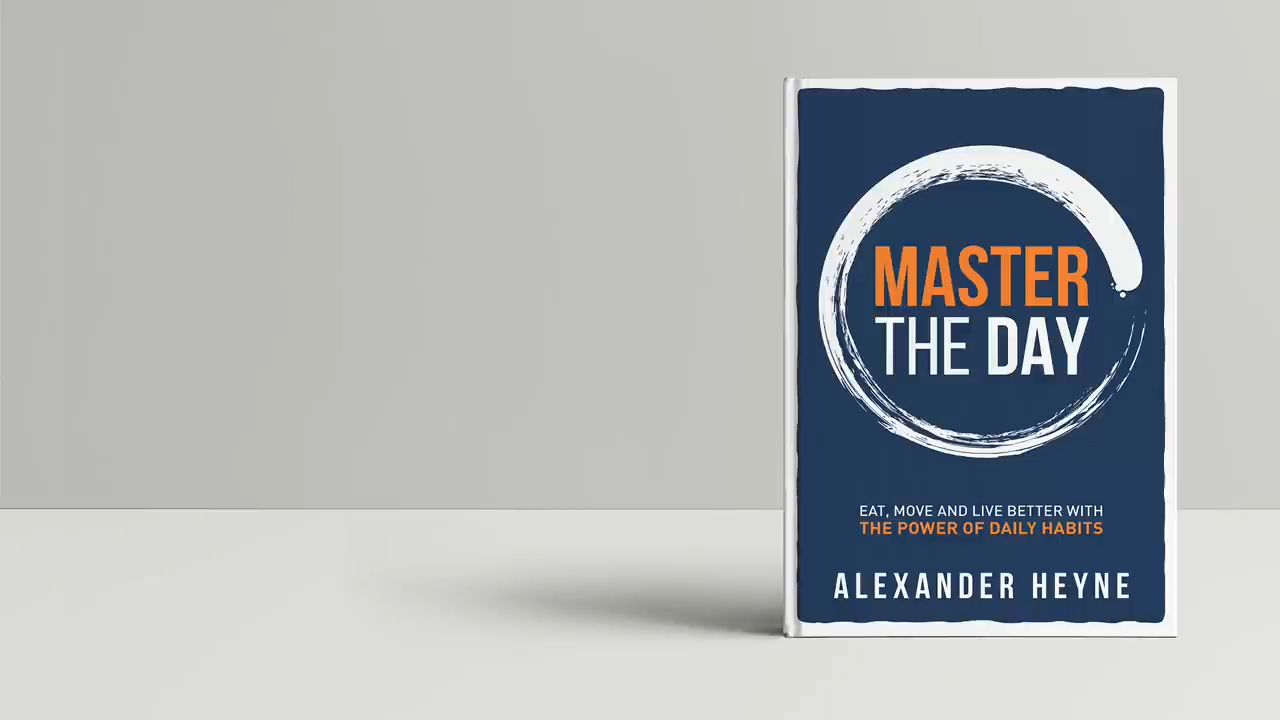 MASTER
THE DAY
EAT, MOVE AND LIVE BETTER WITH
THE POWER OF DAILY HABITS
ALEXANDER HEYNE